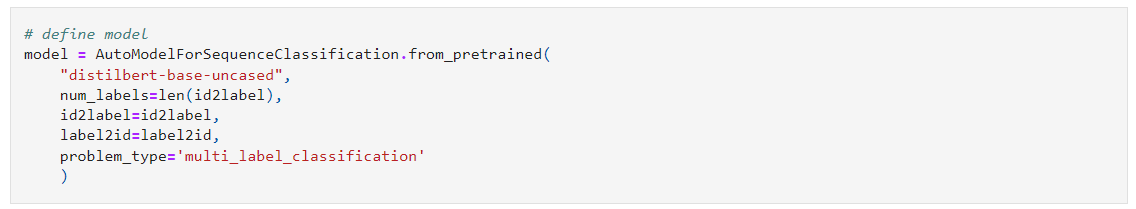 # define model
model = AutoModelForSequenceClassification.from_pretrained(
    "distilbert-base-uncased",
    num_labels=len(id2label),
    id2label=id2label,
    label2id=label2id,
    problem_type='multi_label_classification'
    )